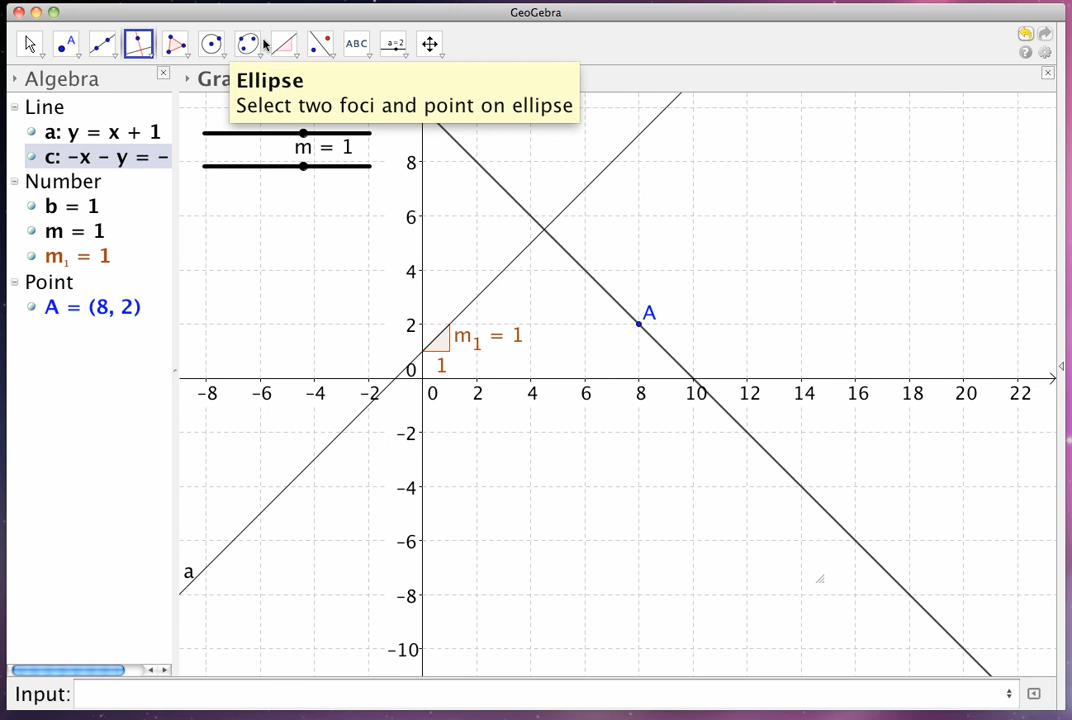 GeoGebra
A
ABC
a=2
?
Algebra
Gra
Ellipse
Select two foci and point on ellipse
Line
a: y = x + 1
c: -x - y = -
Number
b = 1
m = 1
m₁ = 1
Point
A = (8, 2)
m = 1
8
6
4
2
0
-2
-4
-6
-8
-10
-8 -6 -4 -2 0 2 4 6 8 10 12 14 16 18 20 22
m₁ = 1
1
A
a
Input: